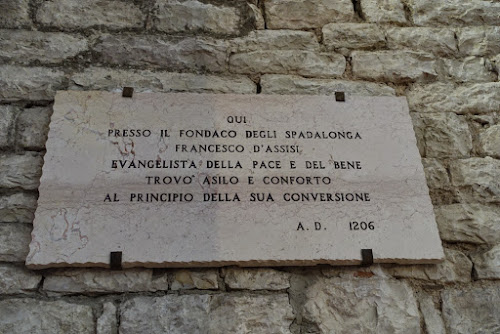 QUI
PRESSO IL FONDACO DEGLI SPADALONGA
FRANCESCO D'ASSISI
EVANGELISTA DELLA PACE E DEL BENE
TROVO' ASILO E CONFORTO
AL PRINCIPIO DELLA SUA CONVERSIONE
A. D. 1206